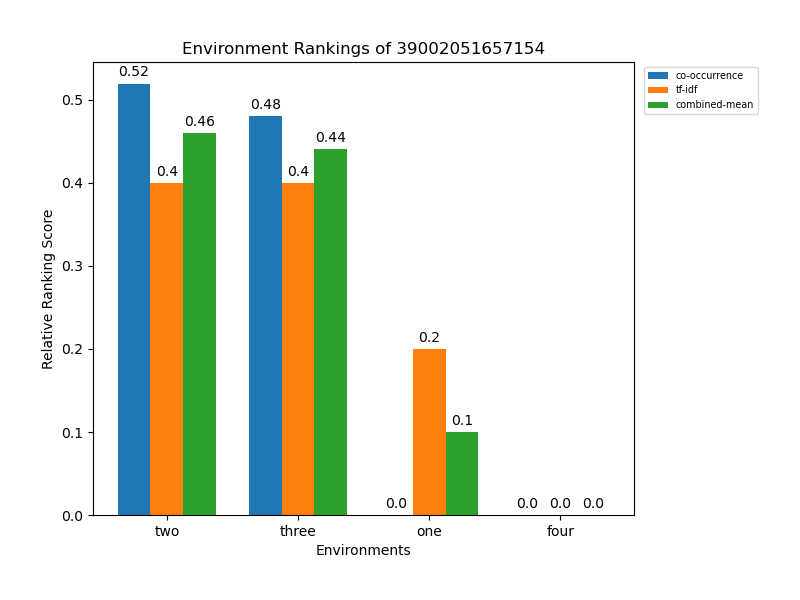 Environment Rankings of 39002051657154
co-occurrence
tf-idf
combined-mean
Relative Ranking Score
0.5
0.4
0.3
0.2
0.1
0.0
0.52
0.4
0.46
0.48
0.4
0.44
0.0
0.2
0.1
0.0
0.0
0.0
two
three
one
four
Environments